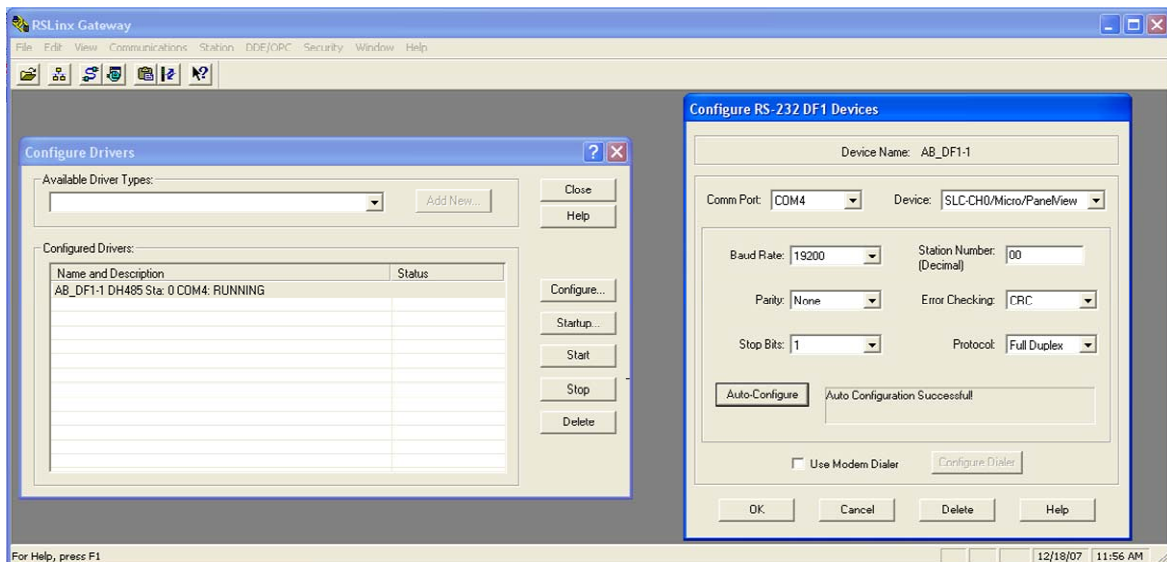 RSLinx Gateway
File Edit View Communications Station DDE/OPC Security Window Help
Configure Drivers
Available Driver Types:
Add New...
Close
Help
Configured Drivers:
Name and Description Status
AB_DF1-1 DH485 Sta: 0 COM4: RUNNING
Configure...
Startup...
Start
Stop
Delete
Configure RS-232 DF1 Devices
Device Name: AB_DF1-1
Comm Port: COM4 Device: SLC-CH0/Micro/PanelView
Baud Rate: 19200 Station Number: 00
(Decimal)
Parity: None Error Checking: CRC
Stop Bits: 1 Protocol: Full Duplex
Auto-Configure Auto Configuration Successful!
Use Modem Dialer Configure Dialer
OK Cancel Delete Help
For Help, press F1 12/18/07 11:56 AM